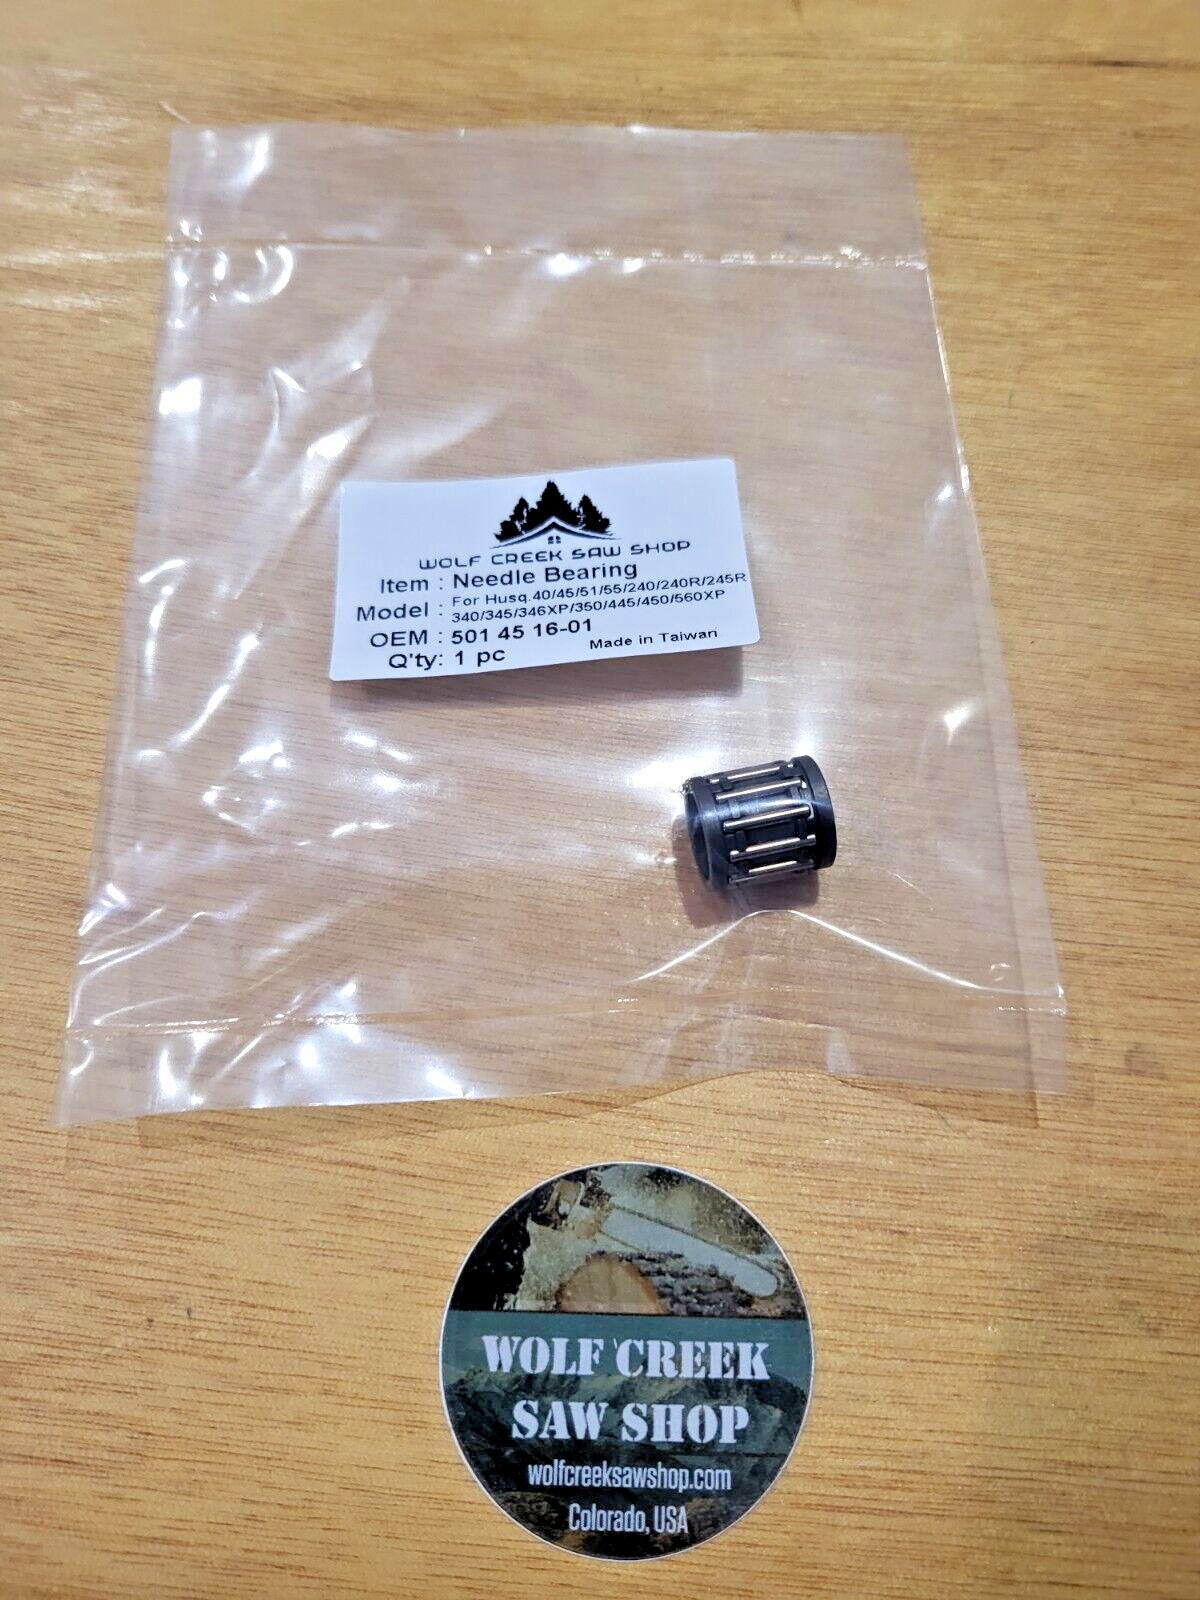 WOLF CREEK SAW SHOP
Item : Needle Bearing
Model : For Husq.40/45/51/55/240/240R/245R
340/345/346XP/350/445/450/560XP
OEM : 501 45 16-01
Made in Taiwan
Q'ty: 1 pc
WOLF CREEK
SAW SHOP
wolfcreeksawshop.com
Colorado, USA